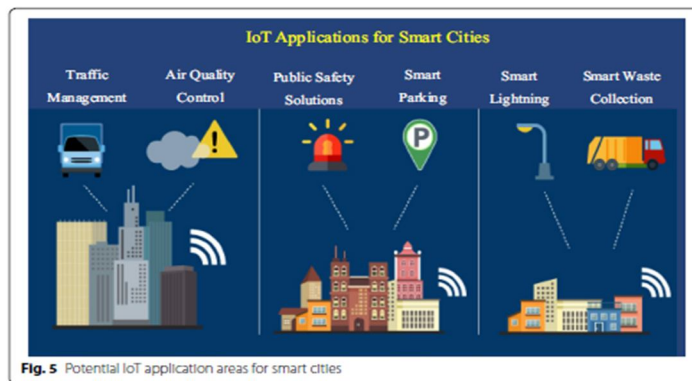 IoT Applications for Smart Cities
Traffic
Management
Air Quality
Control
Public Safety
Solutions
Smart
Parking
Smart
Lightning
Smart Waste
Collection
P
Fig. 5 Potential IoT application areas for smart cities